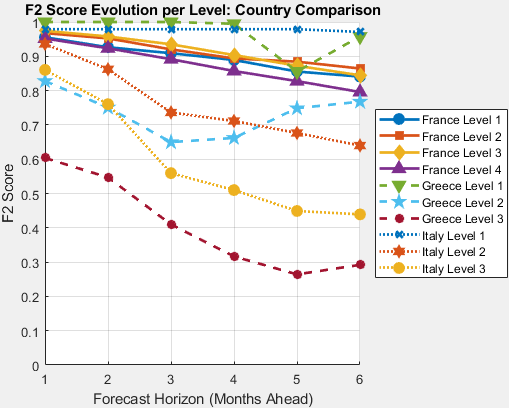 F2 Score Evolution per Level: Country Comparison
1
0.9
0.8
0.7
0.6
0.5
0.4
0.3
0.2
0.1
0
F2 Score
1 2 3 4 5 6
Forecast Horizon (Months Ahead)
France Level 1
France Level 2
France Level 3
France Level 4
Greece Level 1
Greece Level 2
Greece Level 3
Italy Level 1
Italy Level 2
Italy Level 3